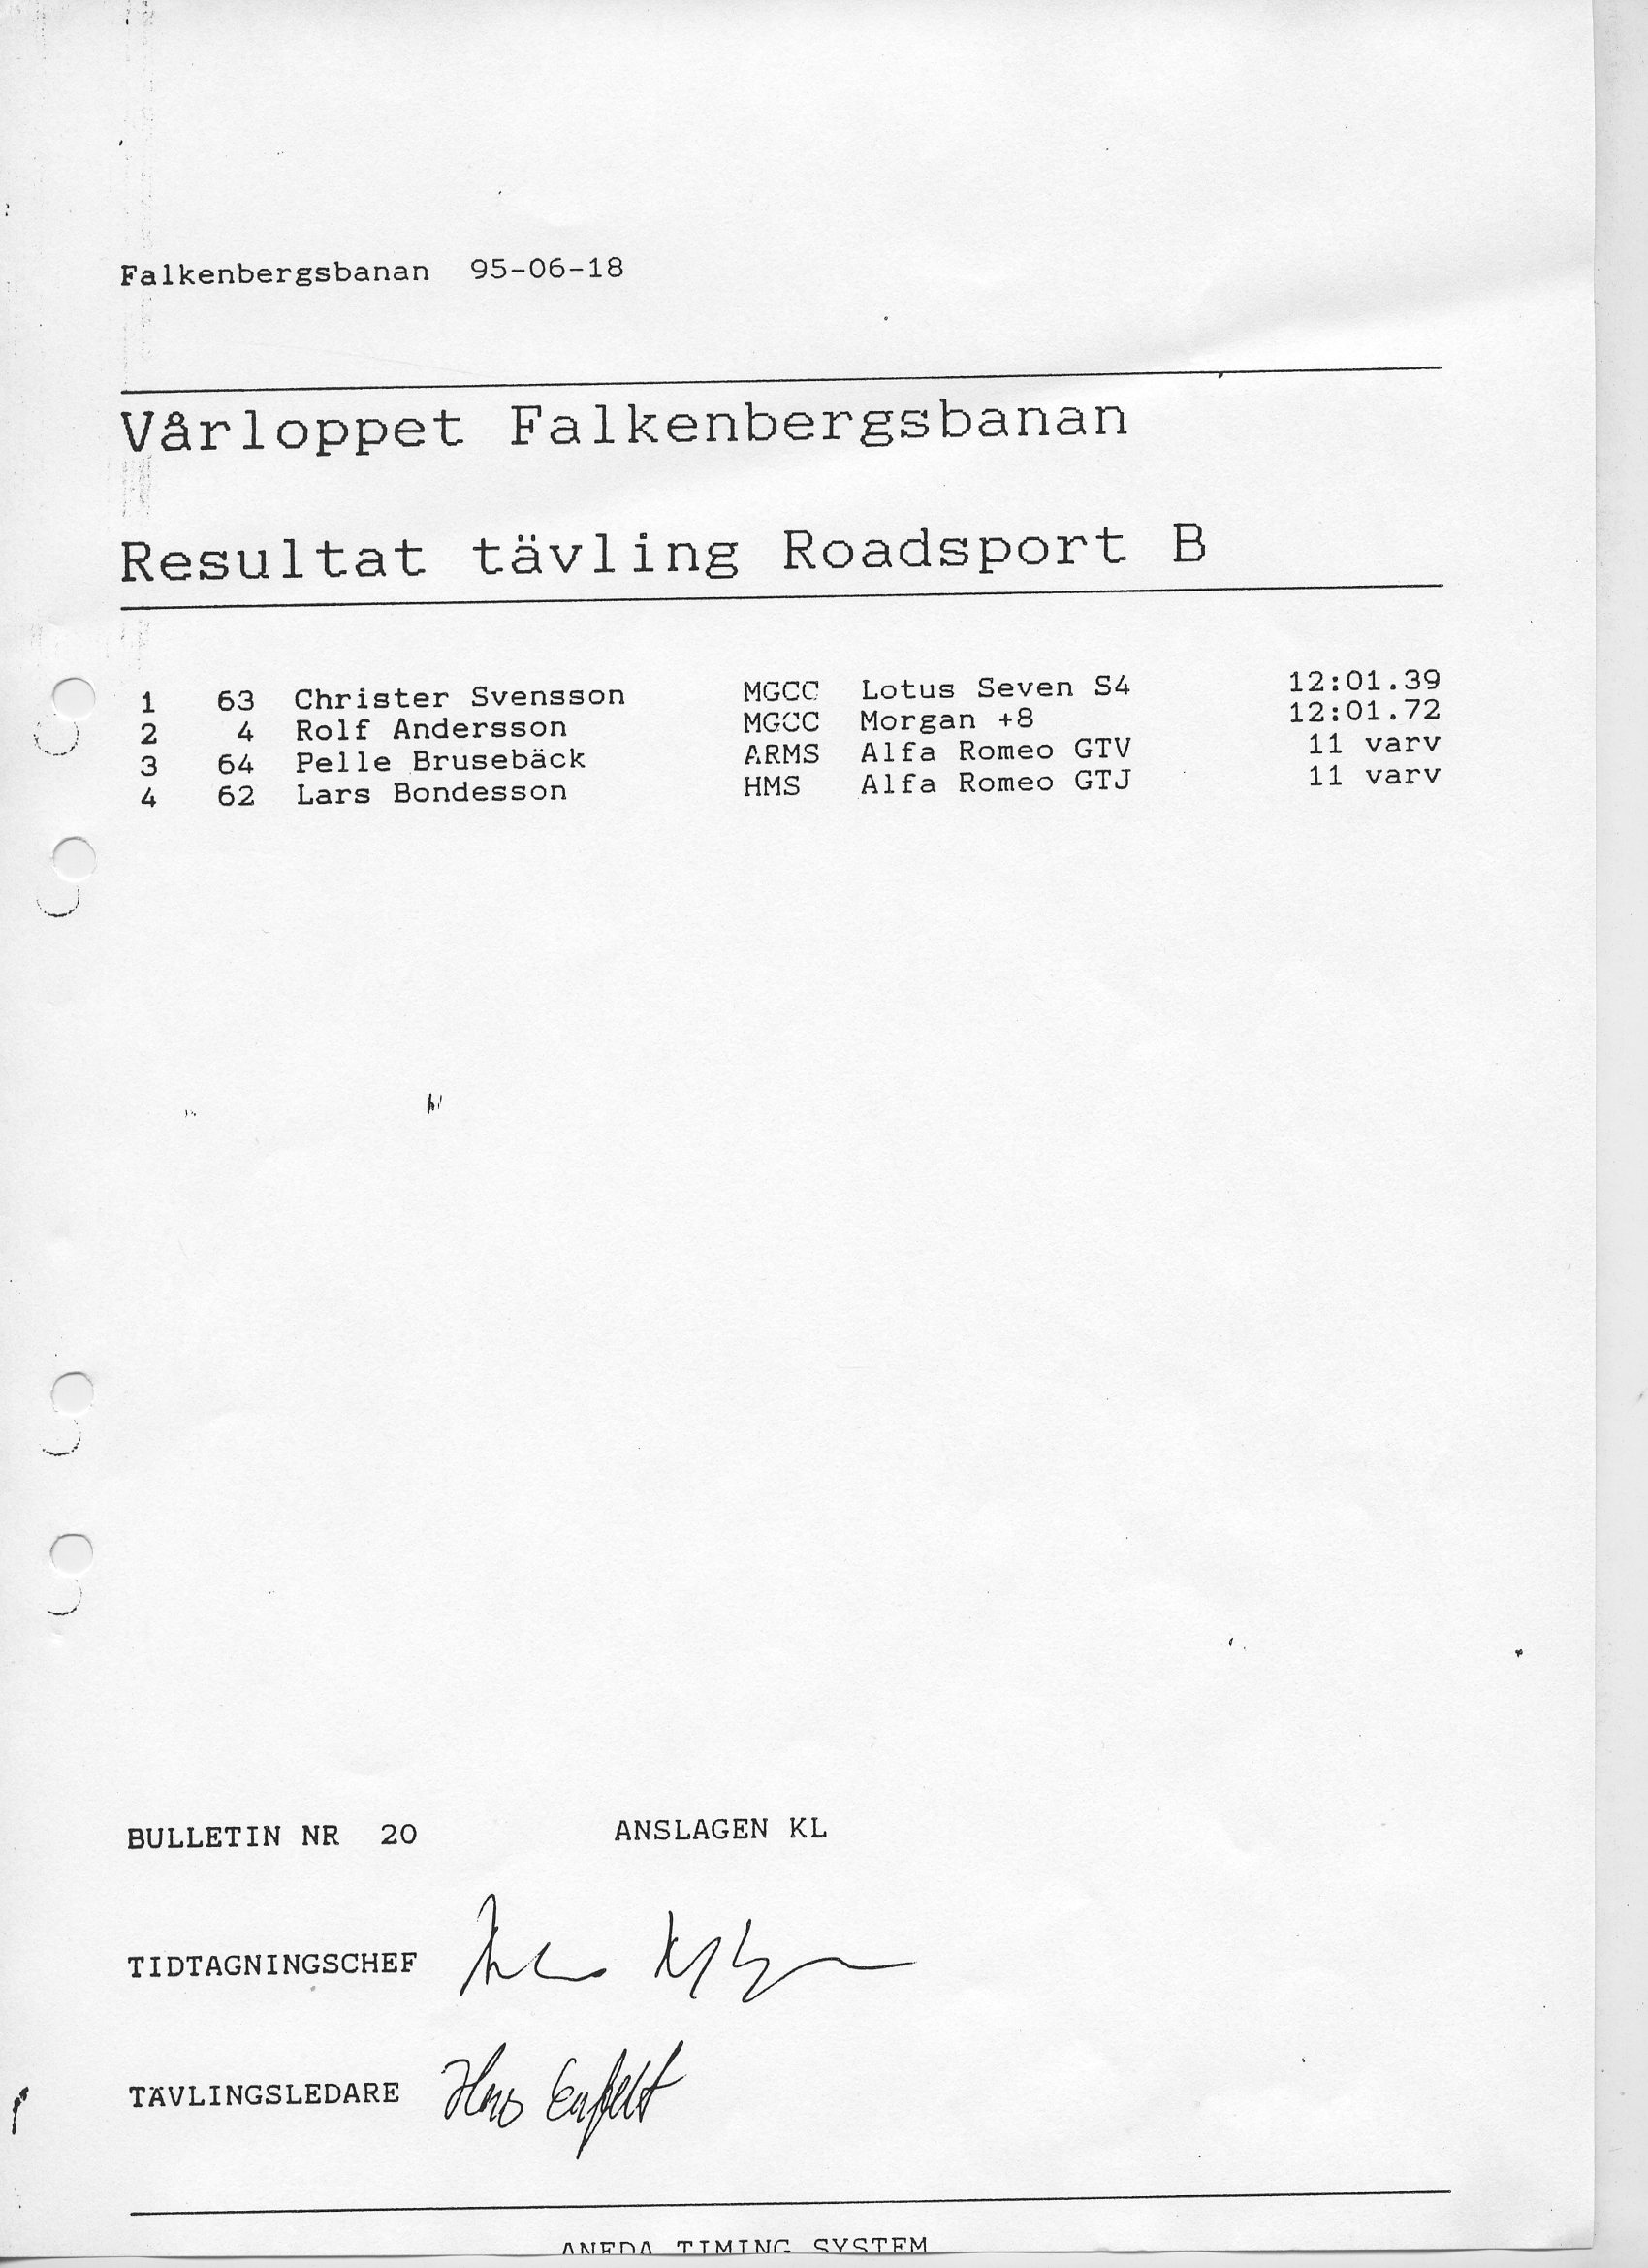 Falkenbergsbanan 95-06-18
Vårloppet Falkenbergsbanan
Resultat tävling Roadsport B
1 63 Christer Svensson MGCC Lotus Seven S4 12:01.39
2 4 Rolf Andersson MGCC Morgan +8 12:01.72
3 64 Pelle Brusebäck ARMS Alfa Romeo GTV 11 varv
4 62 Lars Bondesson HMS Alfa Romeo GTJ 11 varv
BULLETIN NR 20 ANSLAGEN KL
TIDTAGNINGSCHEF
TÄVLINGSLEDARE Hans
ANEDA TIMING SYSTEM